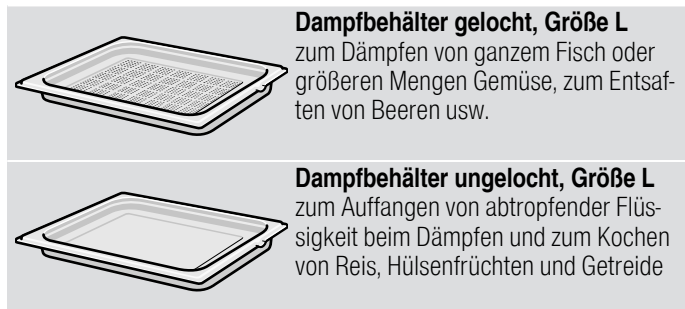 Dampfbehälter gelocht, Größe L
zum Dämpfen von ganzem Fisch oder
größeren Mengen Gemüse, zum Entsaf-
ten von Beeren usw.
Dampfbehälter ungelocht, Größe L
zum Auffangen von abtropfender Flüs-
sigkeit beim Dämpfen und zum Kochen
von Reis, Hülsenfrüchten und Getreide